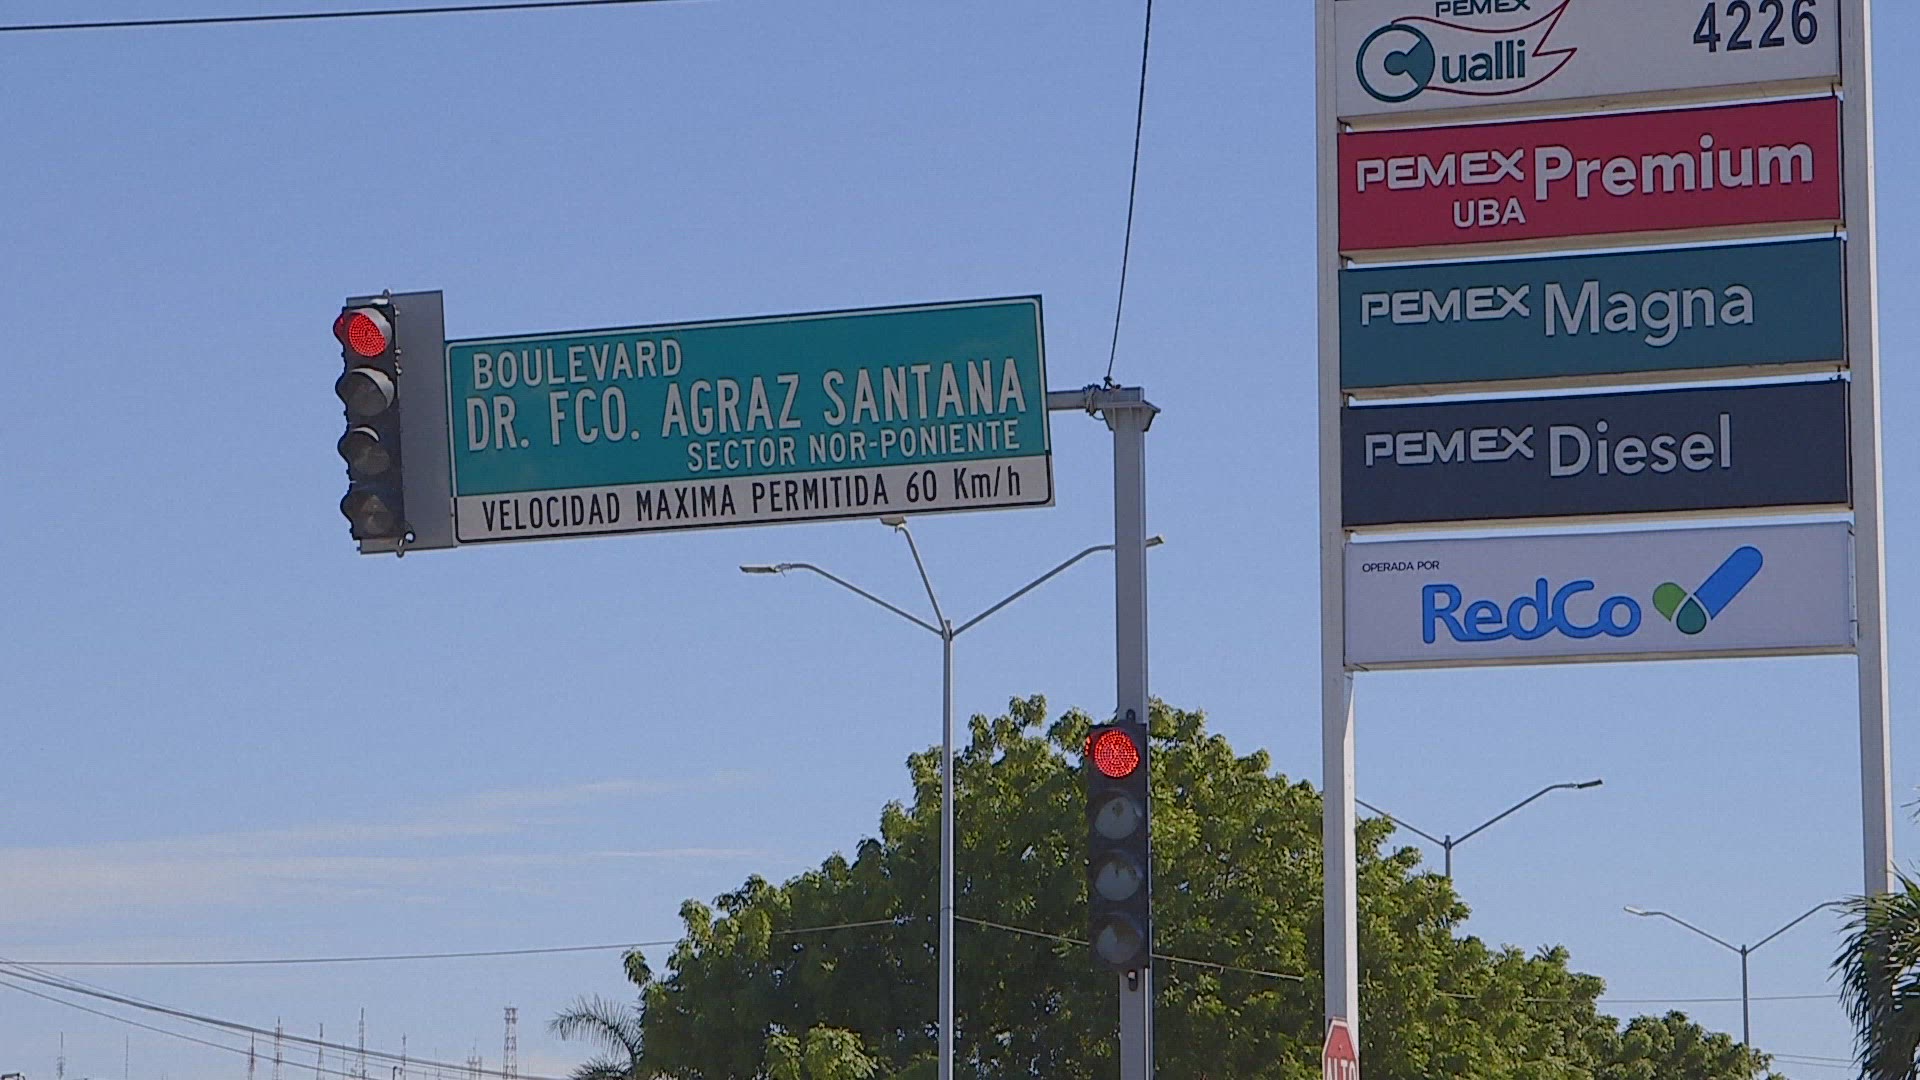 BOULEVARD
DR. FCO. AGRAZ SANTANA
SECTOR NOR-PONIENTE
VELOCIDAD MAXIMA PERMITIDA 60 Km/h
PEMEX
Cualli
4226
PEMEX Premium
UBA
PEMEX Magna
PEMEX Diesel
OPERADA POR
RedCo
ALTO